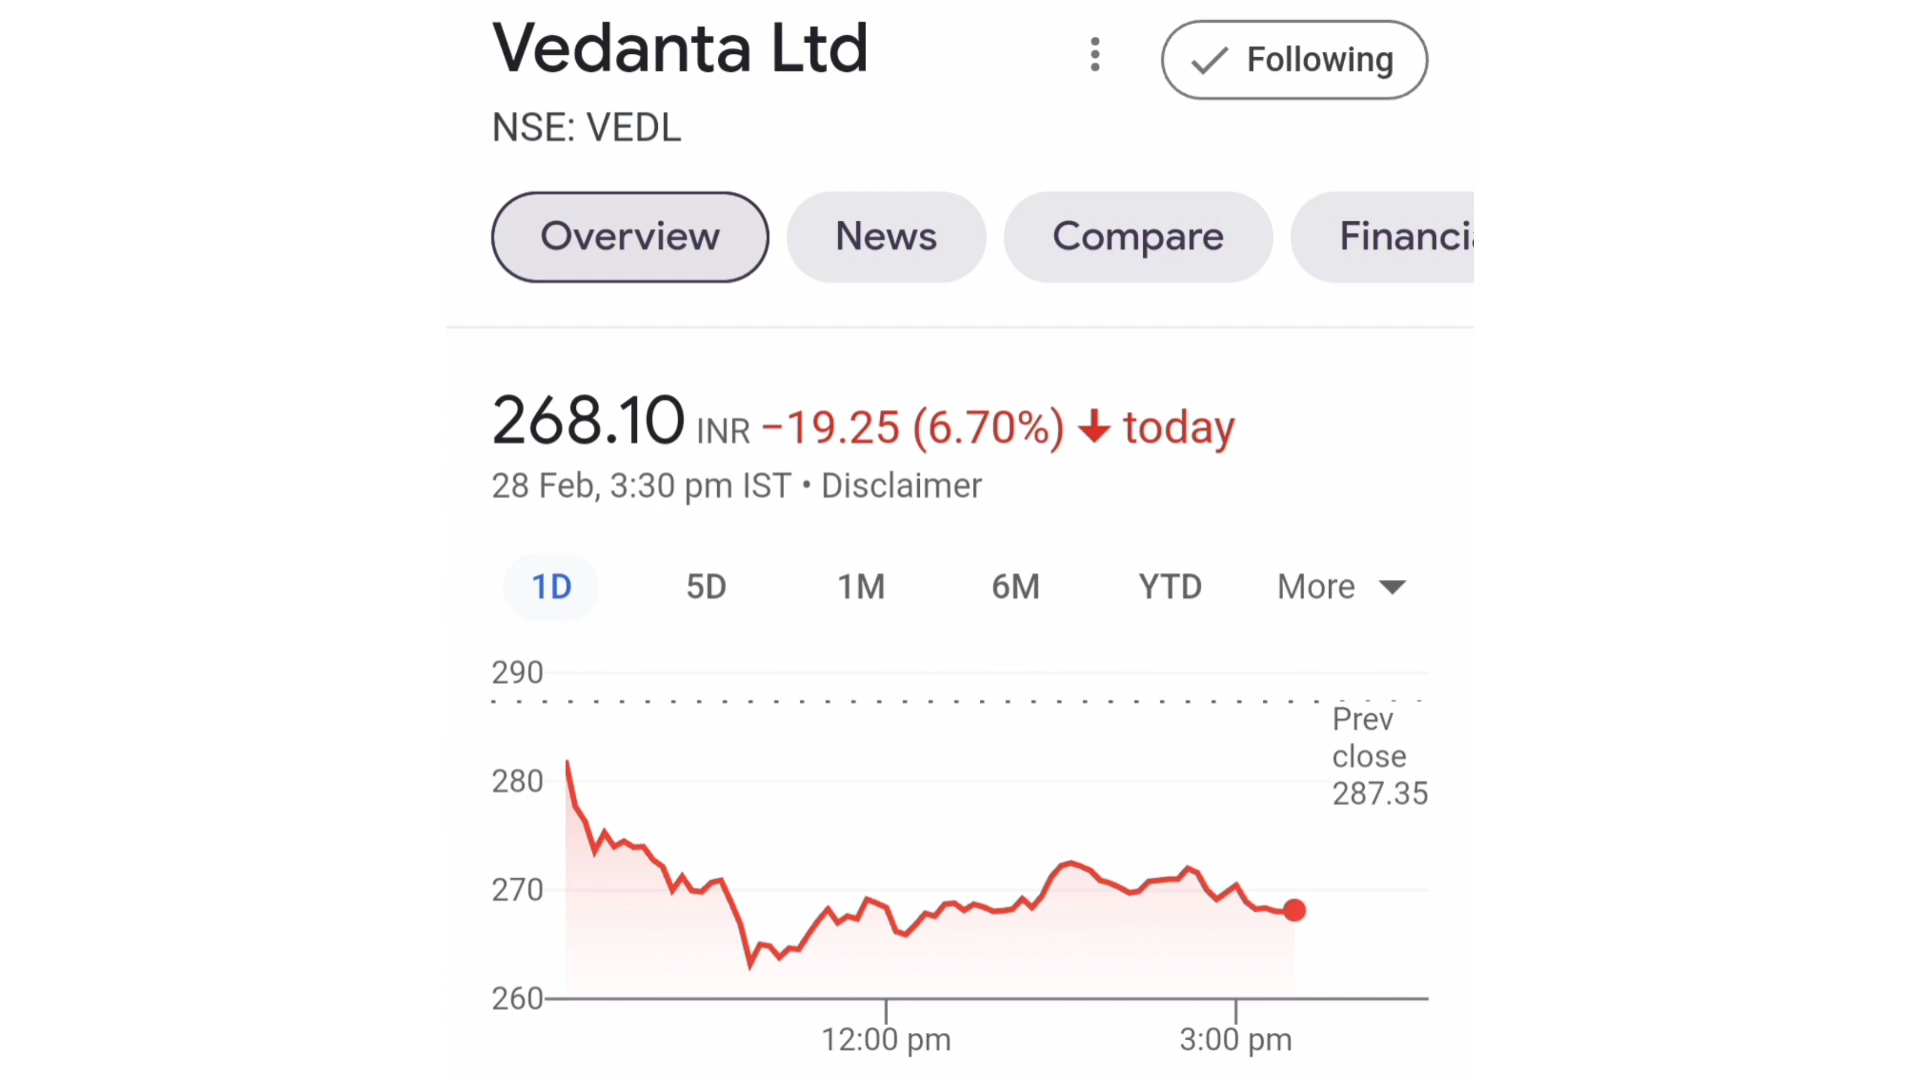 Vedanta Ltd
Following
NSE: VEDL
Overview News Compare Financi
268.10 INR −19.25 (6.70%) ↓ today
28 Feb, 3:30 pm IST • Disclaimer
1D 5D 1M 6M YTD More
290
Prev
close
287.35
280
270
260
12:00 pm 3:00 pm